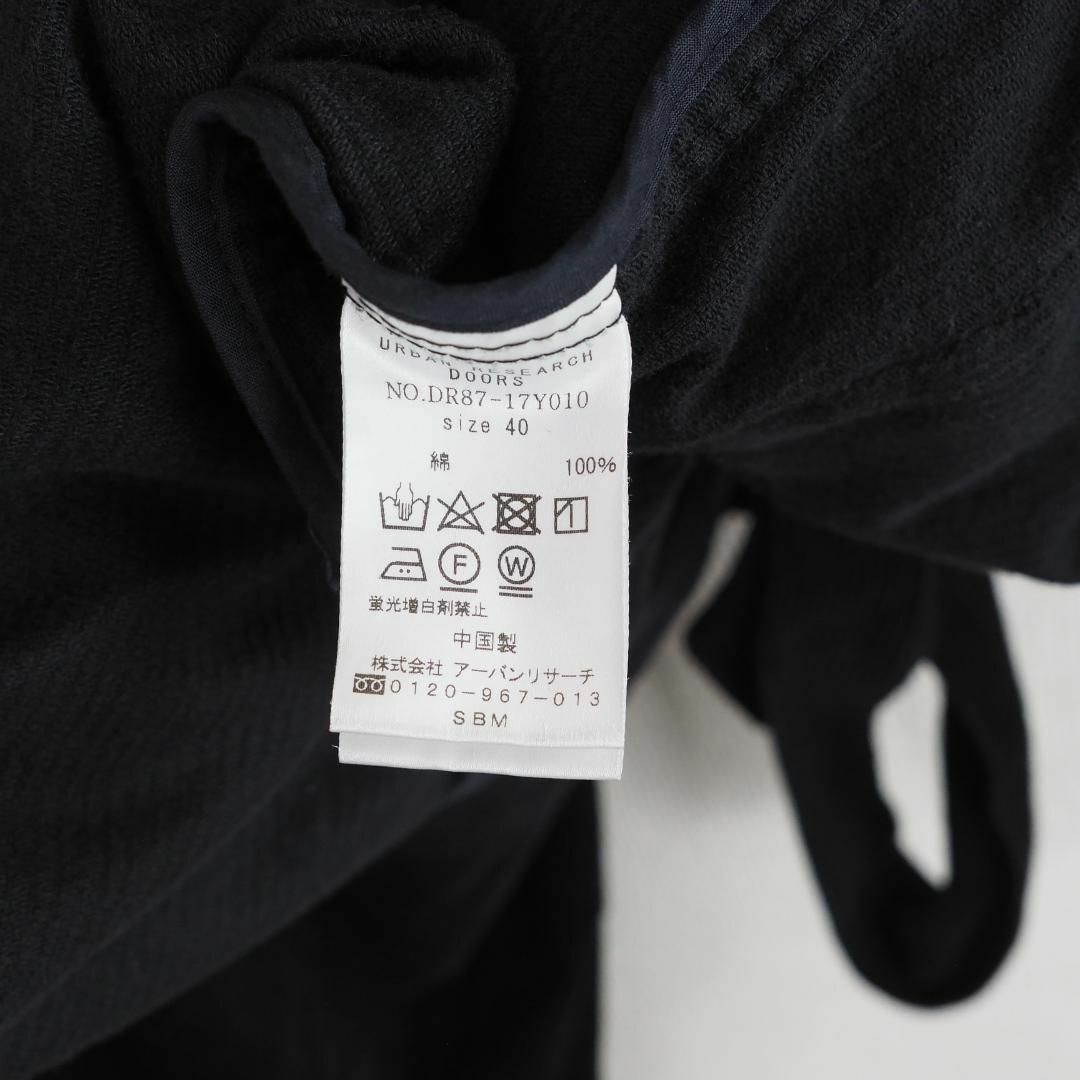 URBAN RESEARCH
DOORS
NO.DR87-17Y010
size 40
綿 100%
F W
蛍光増白剤禁止
中国製
株式会社 アーバンリサーチ
0120-967-013
SBM